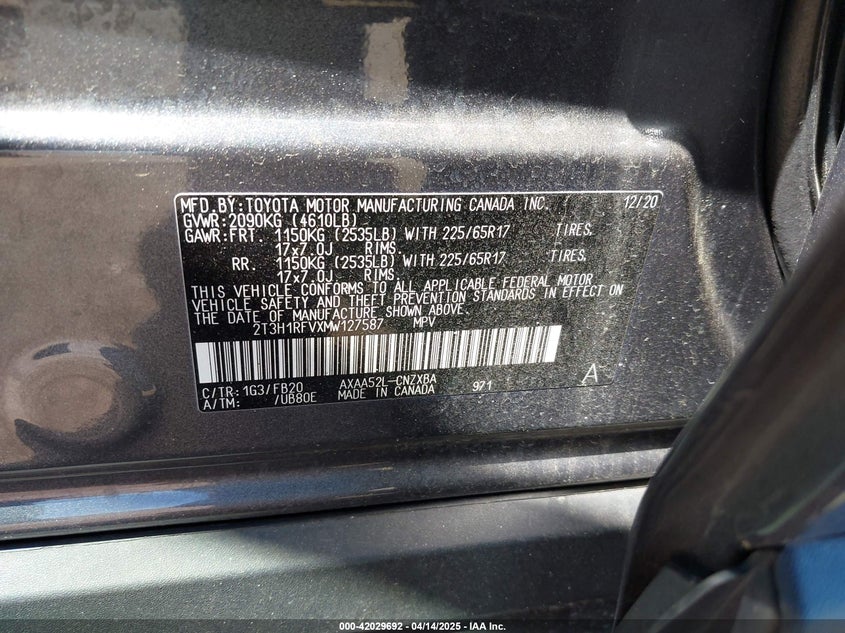 MFD.BY:TOYOTA MOTOR MANUFACTURING CANADA INC. 12/20
GVWR:2090KG (4610LB)
GAWR:FRT. 1150KG (2535LB) WITH 225/65R17 TIRES.
17x7.0J RIMS.
RR. 1150KG (2535LB) WITH 225/65R17 TIRES.
17x7.0J RIMS.
THIS VEHICLE CONFORMS TO ALL APPLICABLE FEDERAL MOTOR
VEHICLE SAFETY AND THEFT PREVENTION STANDARDS IN EFFECT ON
THE DATE OF MANUFACTURE SHOWN ABOVE.
2T3H1RFVXMW127587 MPV
C/TR:1G3/FB20 AXAA52L-CNZXBA 971 A
A/TM: /UB80E MADE IN CANADA
000-42029692 - 04/14/2025 - IAA Inc.